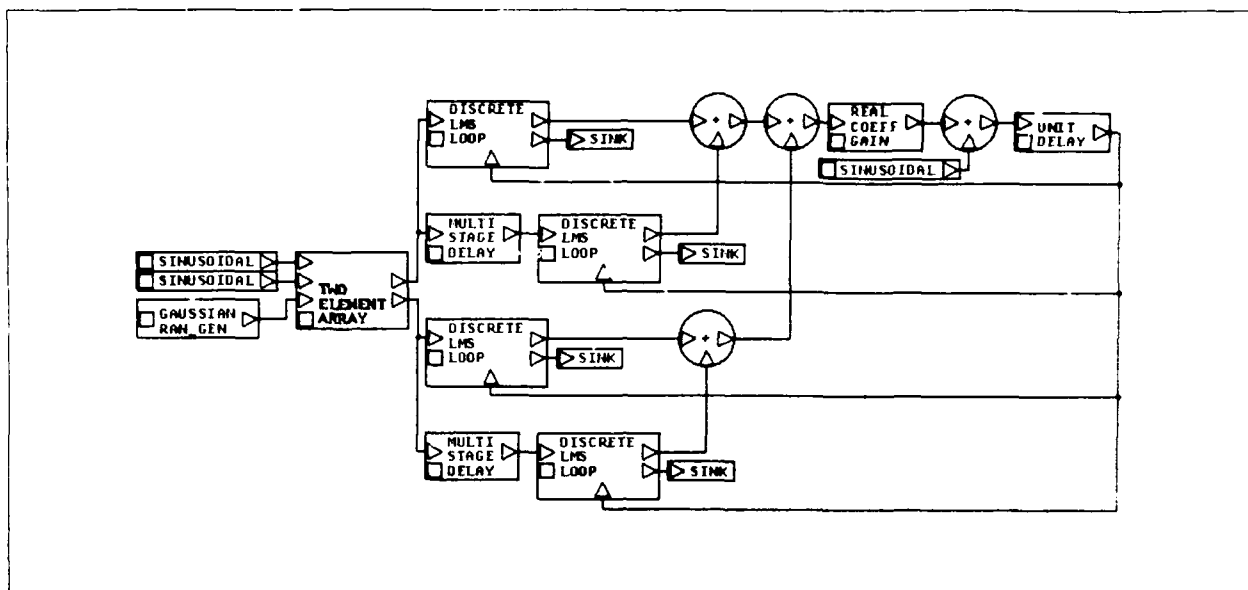 DISCRETE
LMS
LOOP
SINK
+
+
REAL
COEFF
GAIN
+
SINUSOIDAL
UNIT
DELAY
MULTI
STAGE
DELAY
DISCRETE
LMS
LOOP
SINK
SINUSOIDAL
SINUSOIDAL
GAUSSIAN
RAN_GEN
TWO
ELEMENT
ARRAY
DISCRETE
LMS
LOOP
SINK
+
MULTI
STAGE
DELAY
DISCRETE
LMS
LOOP
SINK